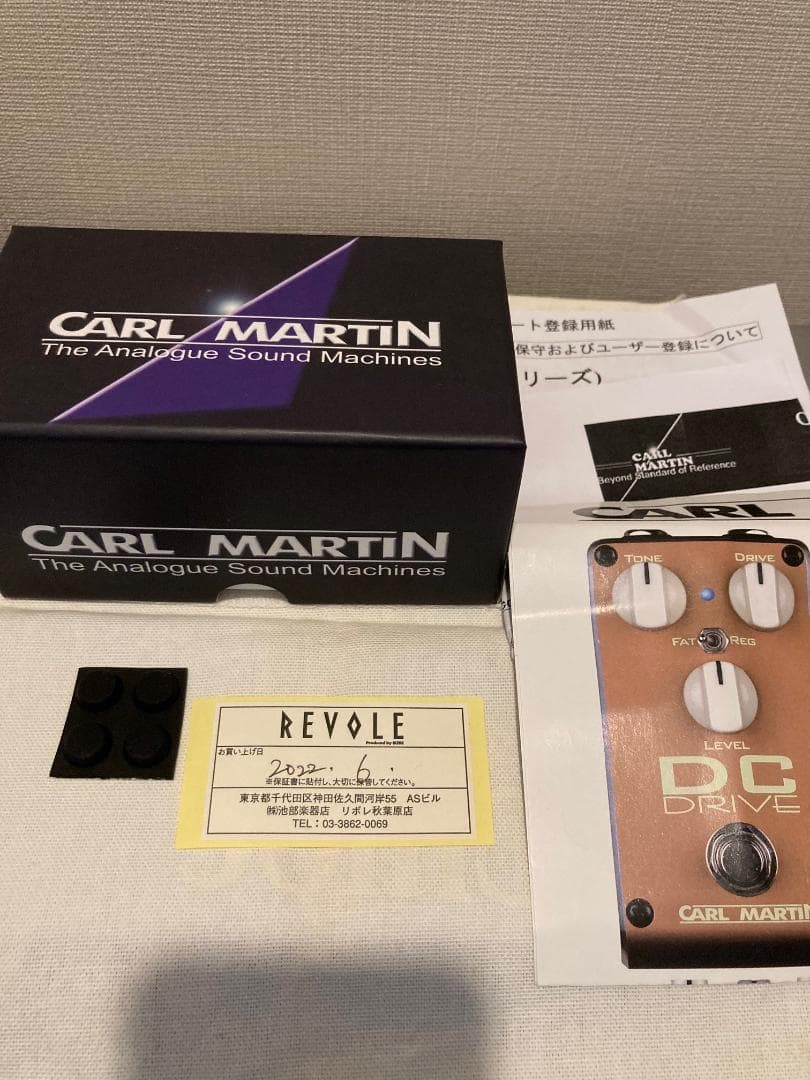 CARL MARTIN
The Analogue Sound Machines
CARL MARTIN
The Analogue Sound Machines
ート登録用紙
保守およびユーザー登録について
リーズ)
CARL
MARTIN
Beyond Standard of Reference
CARL
TONE
DRIVE
FAT
REG
LEVEL
DC
DRIVE
CARL MARTIN
REVOLE
Produced by IKEBE
お買い上げ日
2022. 6.
※保証書に貼付し、大切に保管してください。
東京都千代田区神田佐久間河岸55 ASビル
㈱池部楽器店 リボレ秋葉原店
TEL：03-3862-0069